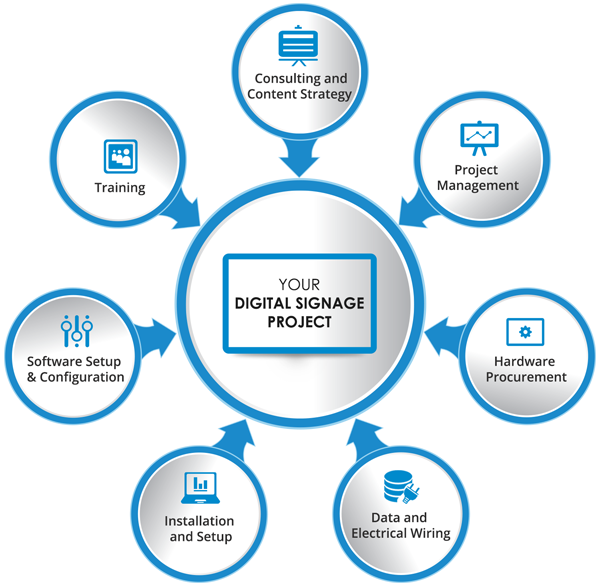 Consulting and
Content Strategy
Project
Management
Hardware
Procurement
Data and
Electrical Wiring
Installation
and Setup
Software Setup
& Configuration
Training
YOUR
DIGITAL SIGNAGE
PROJECT